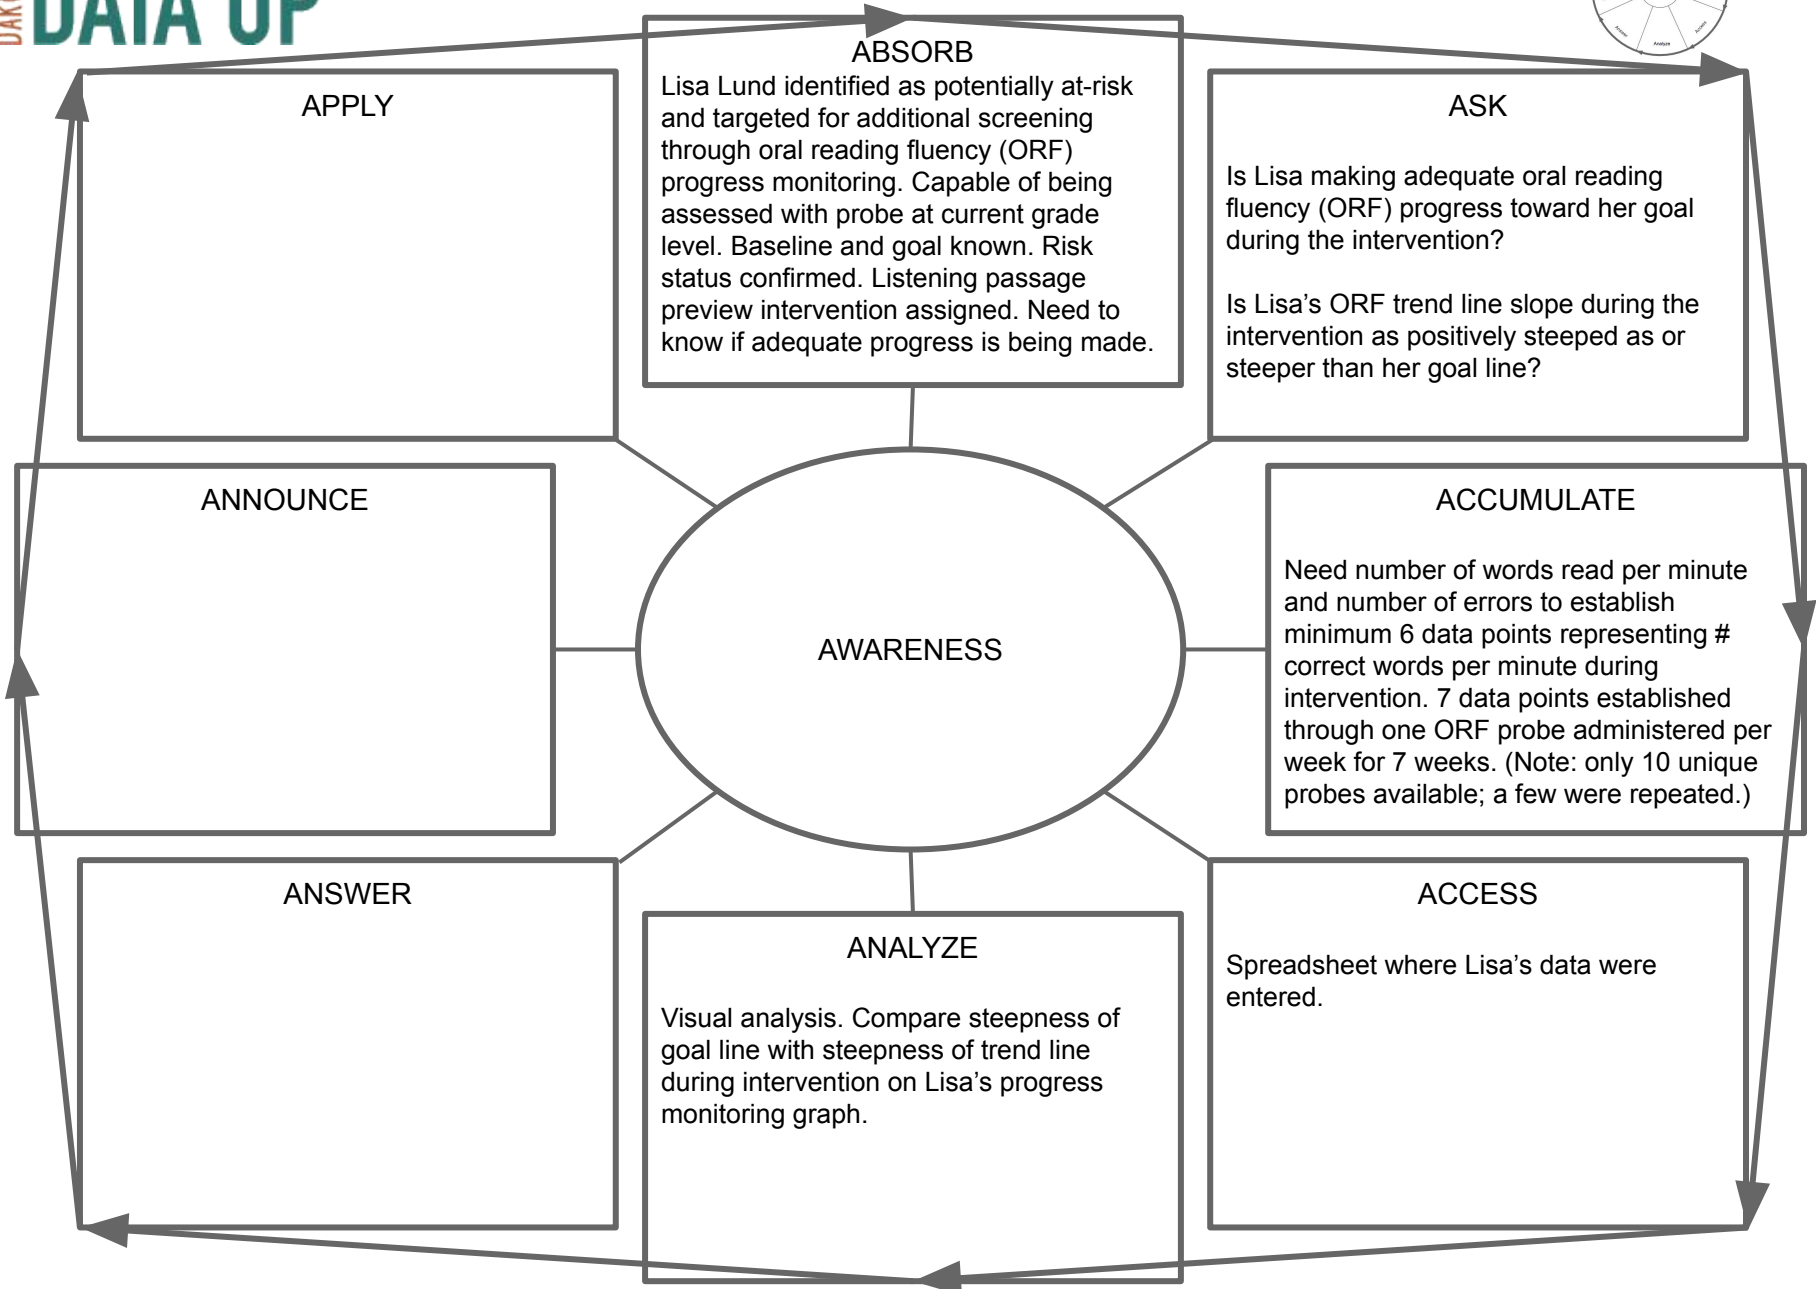 DATA UP
Answer
Analyze
Access
ABSORB
Lisa Lund identified as potentially at-risk
and targeted for additional screening
through oral reading fluency (ORF)
progress monitoring. Capable of being
assessed with probe at current grade
level. Baseline and goal known. Risk
status confirmed. Listening passage
preview intervention assigned. Need to
know if adequate progress is being made.
ASK
Is Lisa making adequate oral reading
fluency (ORF) progress toward her goal
during the intervention?
Is Lisa’s ORF trend line slope during the
intervention as positively steeped as or
steeper than her goal line?
ACCUMULATE
Need number of words read per minute
and number of errors to establish
minimum 6 data points representing #
correct words per minute during
intervention. 7 data points established
through one ORF probe administered per
week for 7 weeks. (Note: only 10 unique
probes available; a few were repeated.)
ACCESS
Spreadsheet where Lisa’s data were
entered.
ANALYZE
Visual analysis. Compare steepness of
goal line with steepness of trend line
during intervention on Lisa’s progress
monitoring graph.
ANSWER
ANNOUNCE
APPLY
AWARENESS